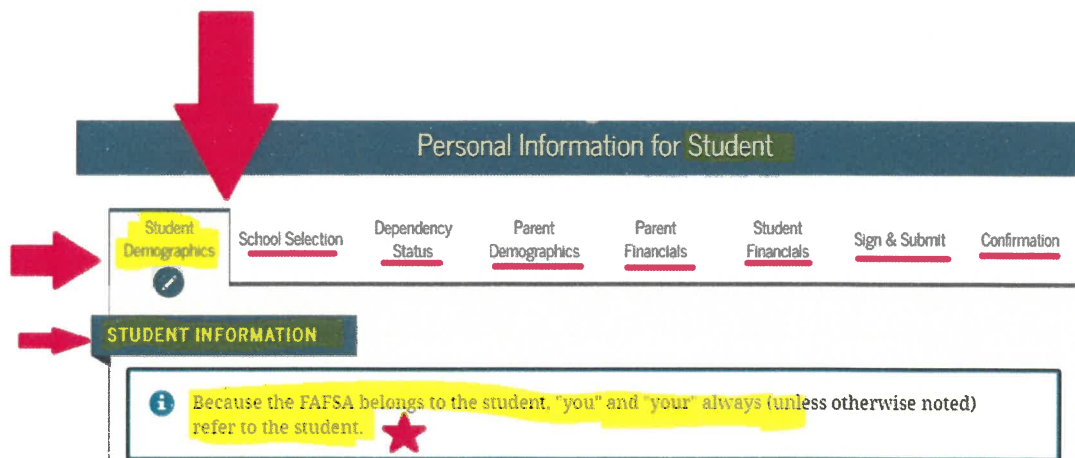 Personal Information for Student
Student Demographics
School Selection
Dependency Status
Parent Demographics
Parent Financials
Student Financials
Sign & Submit
Confirmation
STUDENT INFORMATION
Because the FAFSA belongs to the student, "you" and "your" always (unless otherwise noted)
refer to the student.